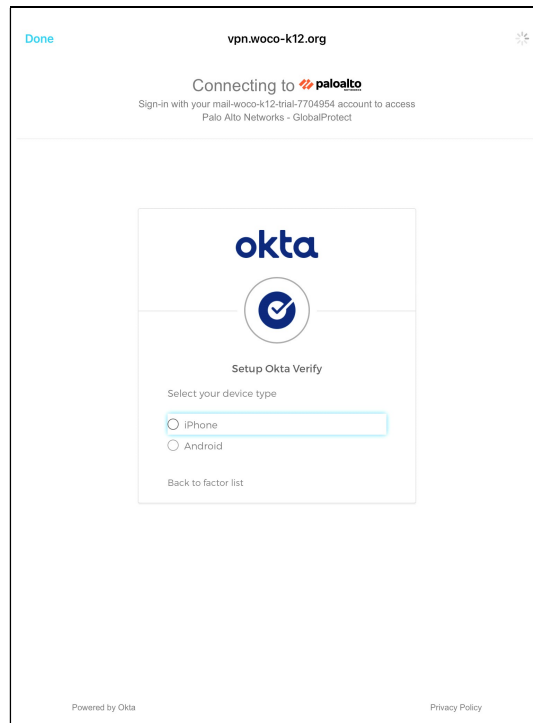 Done
vpn.woco-k12.org
Connecting to paloalto
NETWORKS
Sign-in with your mail-woco-k12-trial-7704954 account to access
Palo Alto Networks - GlobalProtect
okta
Setup Okta Verify
Select your device type
iPhone
Android
Back to factor list
Powered by Okta
Privacy Policy